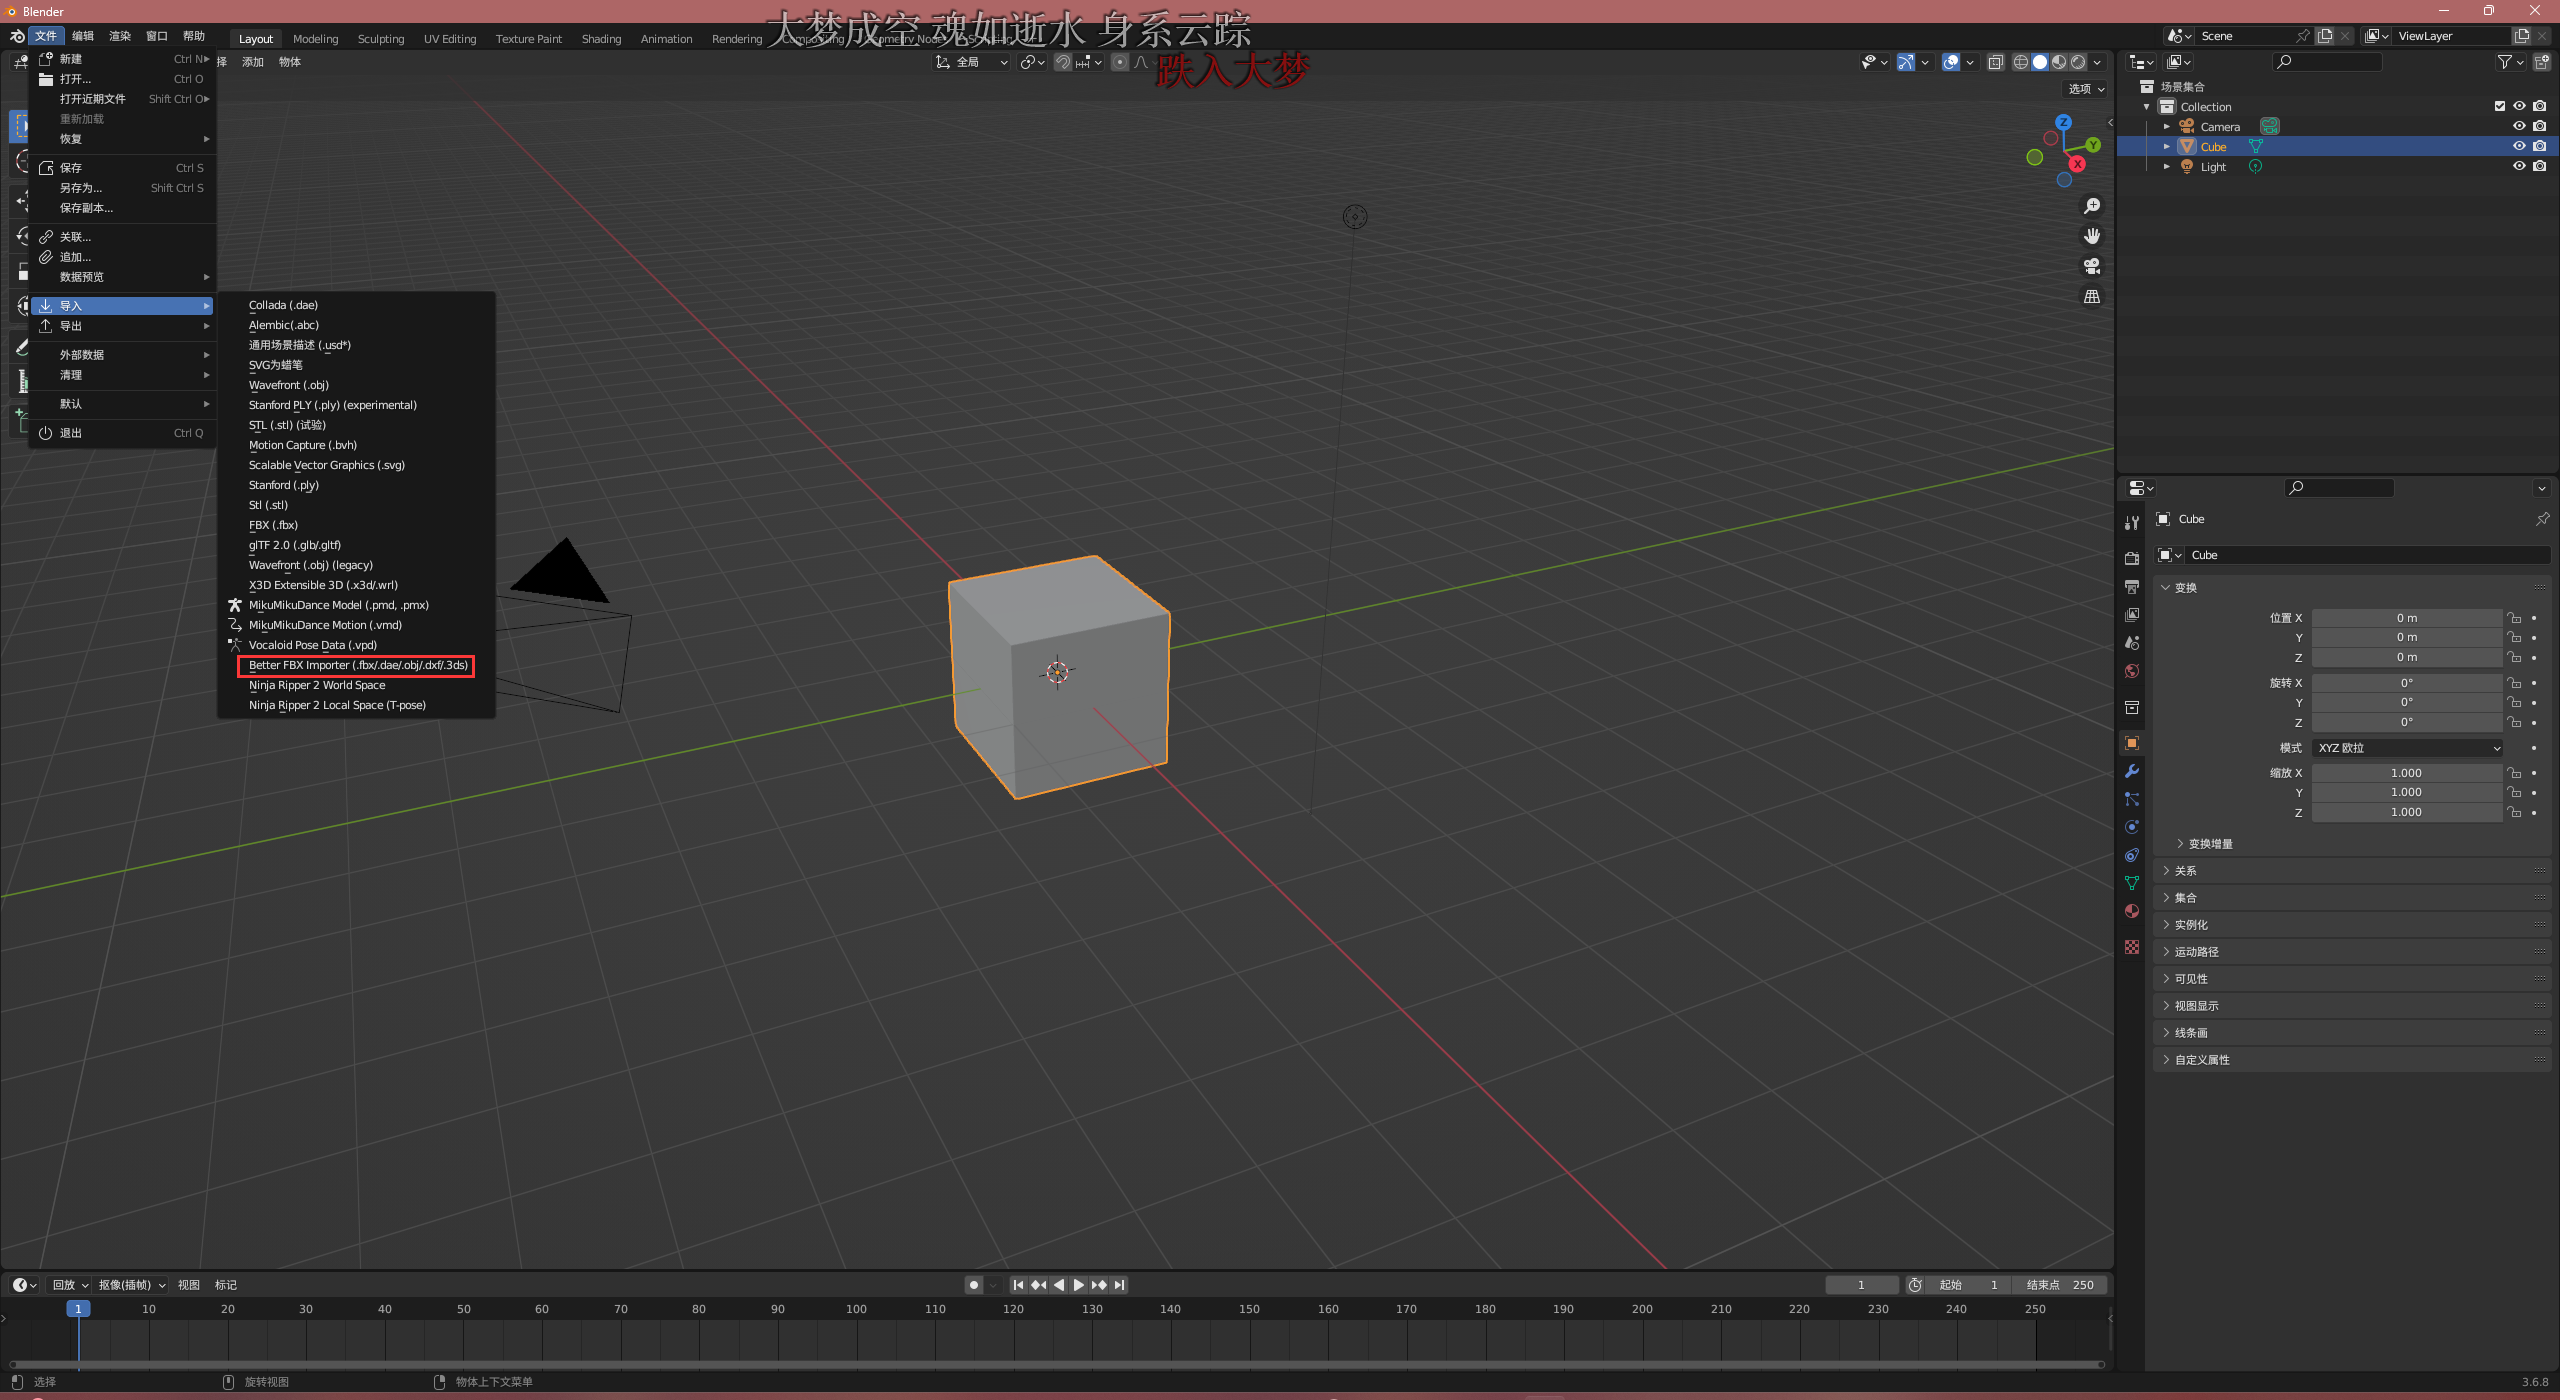 Blender
大梦成空 魂如逝水 身系云踪
跌入大梦
文件 编辑 渲染 窗口 帮助
Layout Modeling Sculpting UV Editing Texture Paint Shading Animation Rendering
Scene ViewLayer
添加 物体
全局
选项
新建 Ctrl N
打开... Ctrl O
打开近期文件 Shift Ctrl O
重新加载
恢复
保存 Ctrl S
另存为... Shift Ctrl S
保存副本...
关联...
追加...
数据预览
导入
导出
外部数据
清理
默认
退出 Ctrl Q
Collada (.dae)
Alembic(.abc)
通用场景描述 (.usd*)
SVG为蜡笔
Wavefront (.obj)
Stanford PLY (.ply) (experimental)
STL (.stl) (试验)
Motion Capture (.bvh)
Scalable Vector Graphics (.svg)
Stanford (.ply)
Stl (.stl)
FBX (.fbx)
glTF 2.0 (.glb/.gltf)
Wavefront (.obj) (legacy)
X3D Extensible 3D (.x3d/.wrl)
MikuMikuDance Model (.pmd, .pmx)
MikuMikuDance Motion (.vmd)
Vocaloid Pose Data (.vpd)
Better FBX Importer (.fbx/.dae/.obj/.dxf/.3ds)
Ninja Ripper 2 World Space
Ninja Ripper 2 Local Space (T-pose)
Z
Y
X
场景集合
Collection
Camera
Cube
Light
Cube
Cube
变换
位置 X 0 m
Y 0 m
Z 0 m
旋转 X 0°
Y 0°
Z 0°
模式 XYZ 欧拉
缩放 X 1.000
Y 1.000
Z 1.000
变换增量
关系
集合
实例化
运动路径
可见性
视图显示
线条画
自定义属性
回放 抠像(插帧) 视图 标记
1 起始 1 结束点 250
1 10 20 30 40 50 60 70 80 90 100 110 120 130 140 150 160 170 180 190 200 210 220 230 240 250
选择 旋转视图 物体上下文菜单
3.6.8